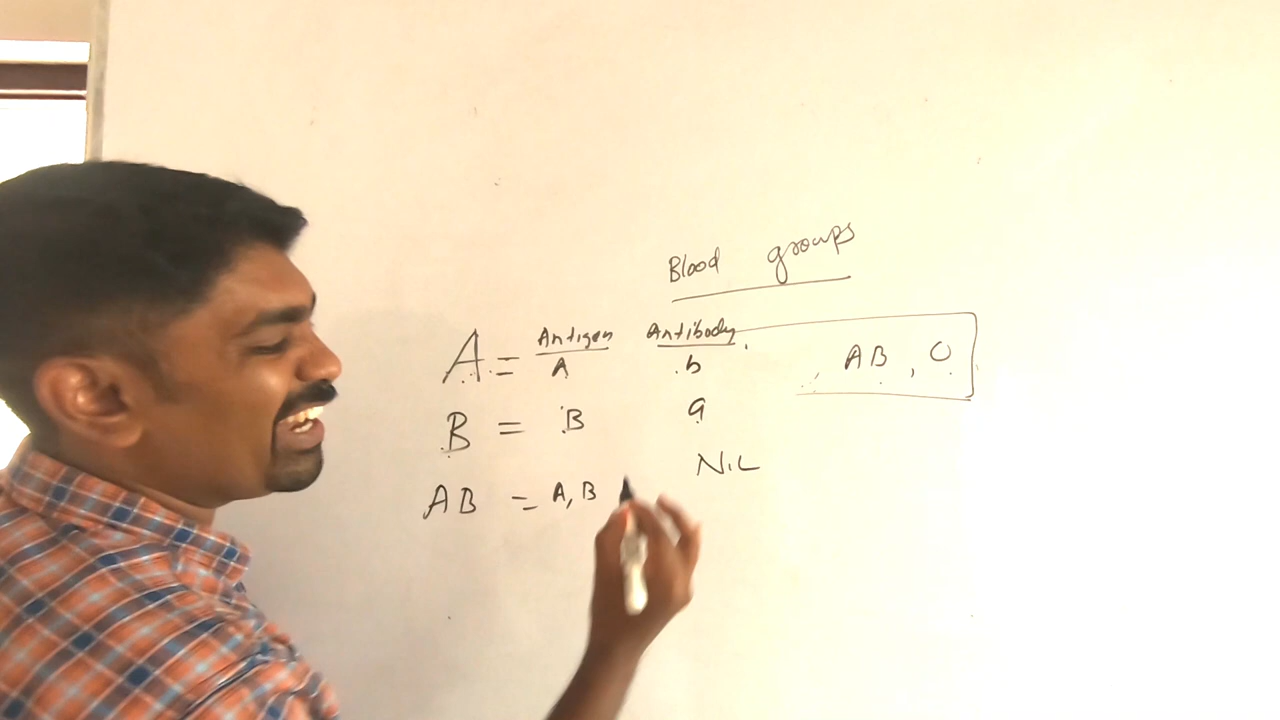 Blood groups
Antigen Antibody
A = A b AB, O
B = B a
AB = A, B NiL